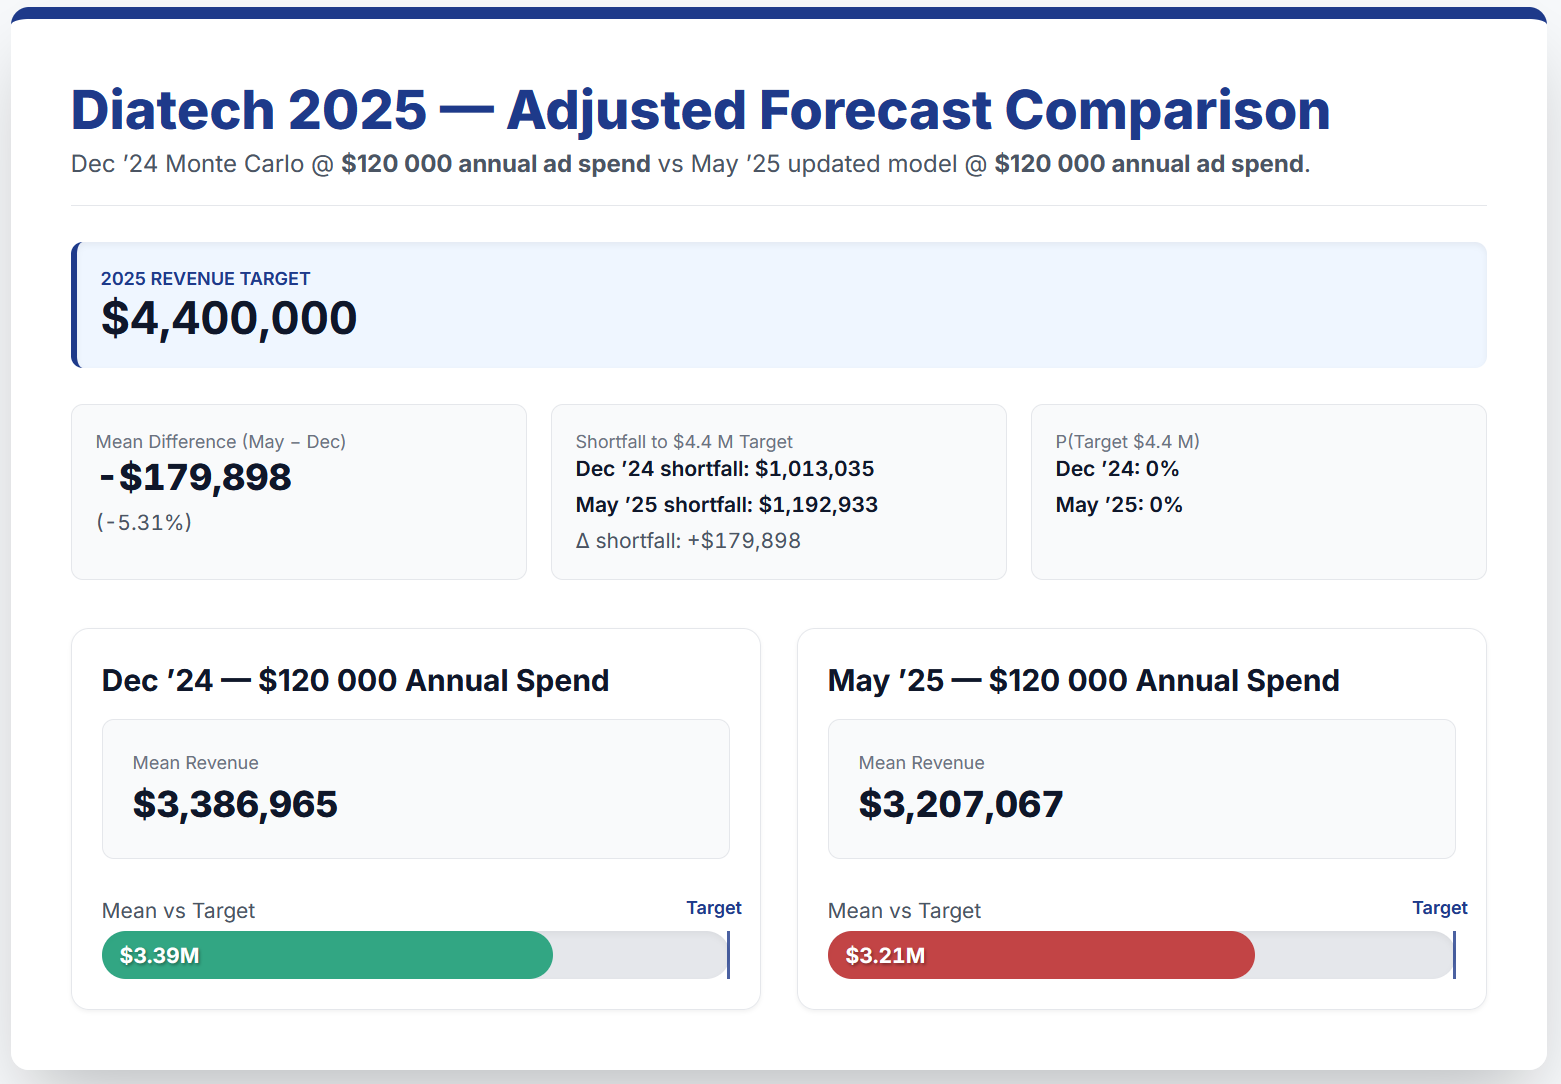 Diatech 2025 — Adjusted Forecast Comparison
Dec ’24 Monte Carlo @ $120 000 annual ad spend vs May ’25 updated model @ $120 000 annual ad spend.
2025 REVENUE TARGET
$4,400,000
Mean Difference (May − Dec)
-$179,898
(-5.31%)
Shortfall to $4.4 M Target
Dec ’24 shortfall: $1,013,035
May ’25 shortfall: $1,192,933
Δ shortfall: +$179,898
P(Target $4.4 M)
Dec ’24: 0%
May ’25: 0%
Dec ’24 — $120 000 Annual Spend
Mean Revenue
$3,386,965
Mean vs Target
Target
$3.39M
May ’25 — $120 000 Annual Spend
Mean Revenue
$3,207,067
Mean vs Target
Target
$3.21M